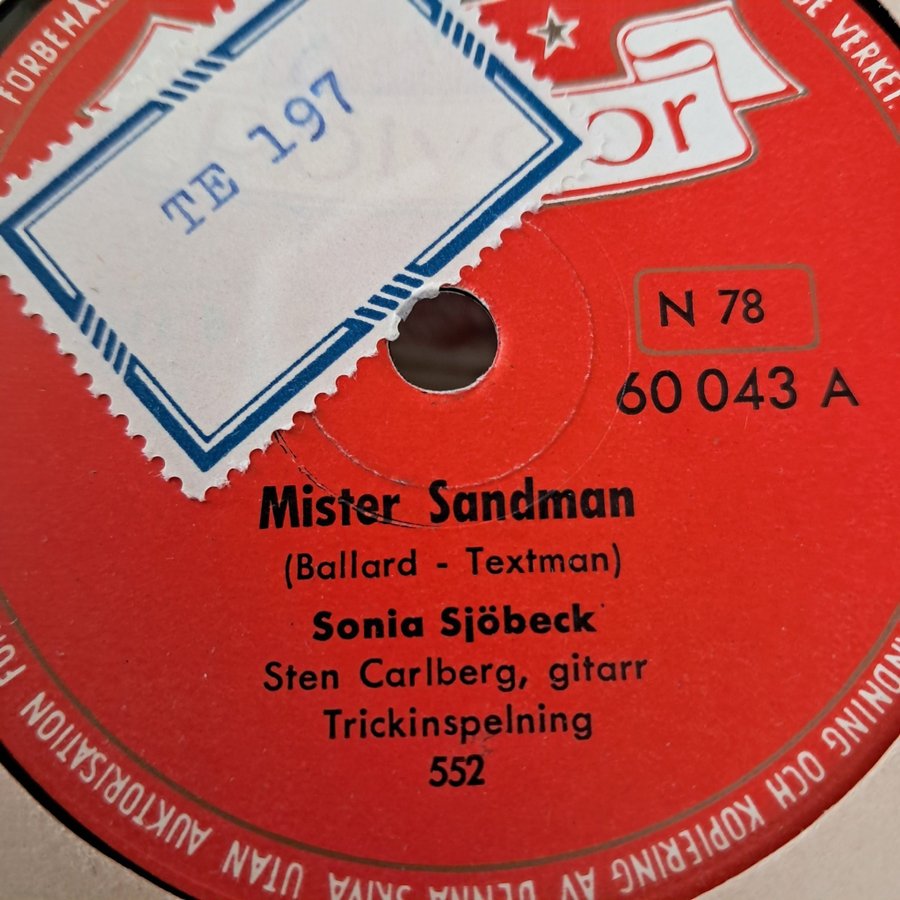 FÖRBEHÅ
DE VERKET.
TE 197
or
N 78
60 043 A
Mister Sandman
(Ballard - Textman)
Sonia Sjöbeck
Sten Carlberg, gitarr
Trickinspelning
552
NDNING OCH KOPIERING AV DENNA SKIVA UTAN AUKTORISATION FÖR